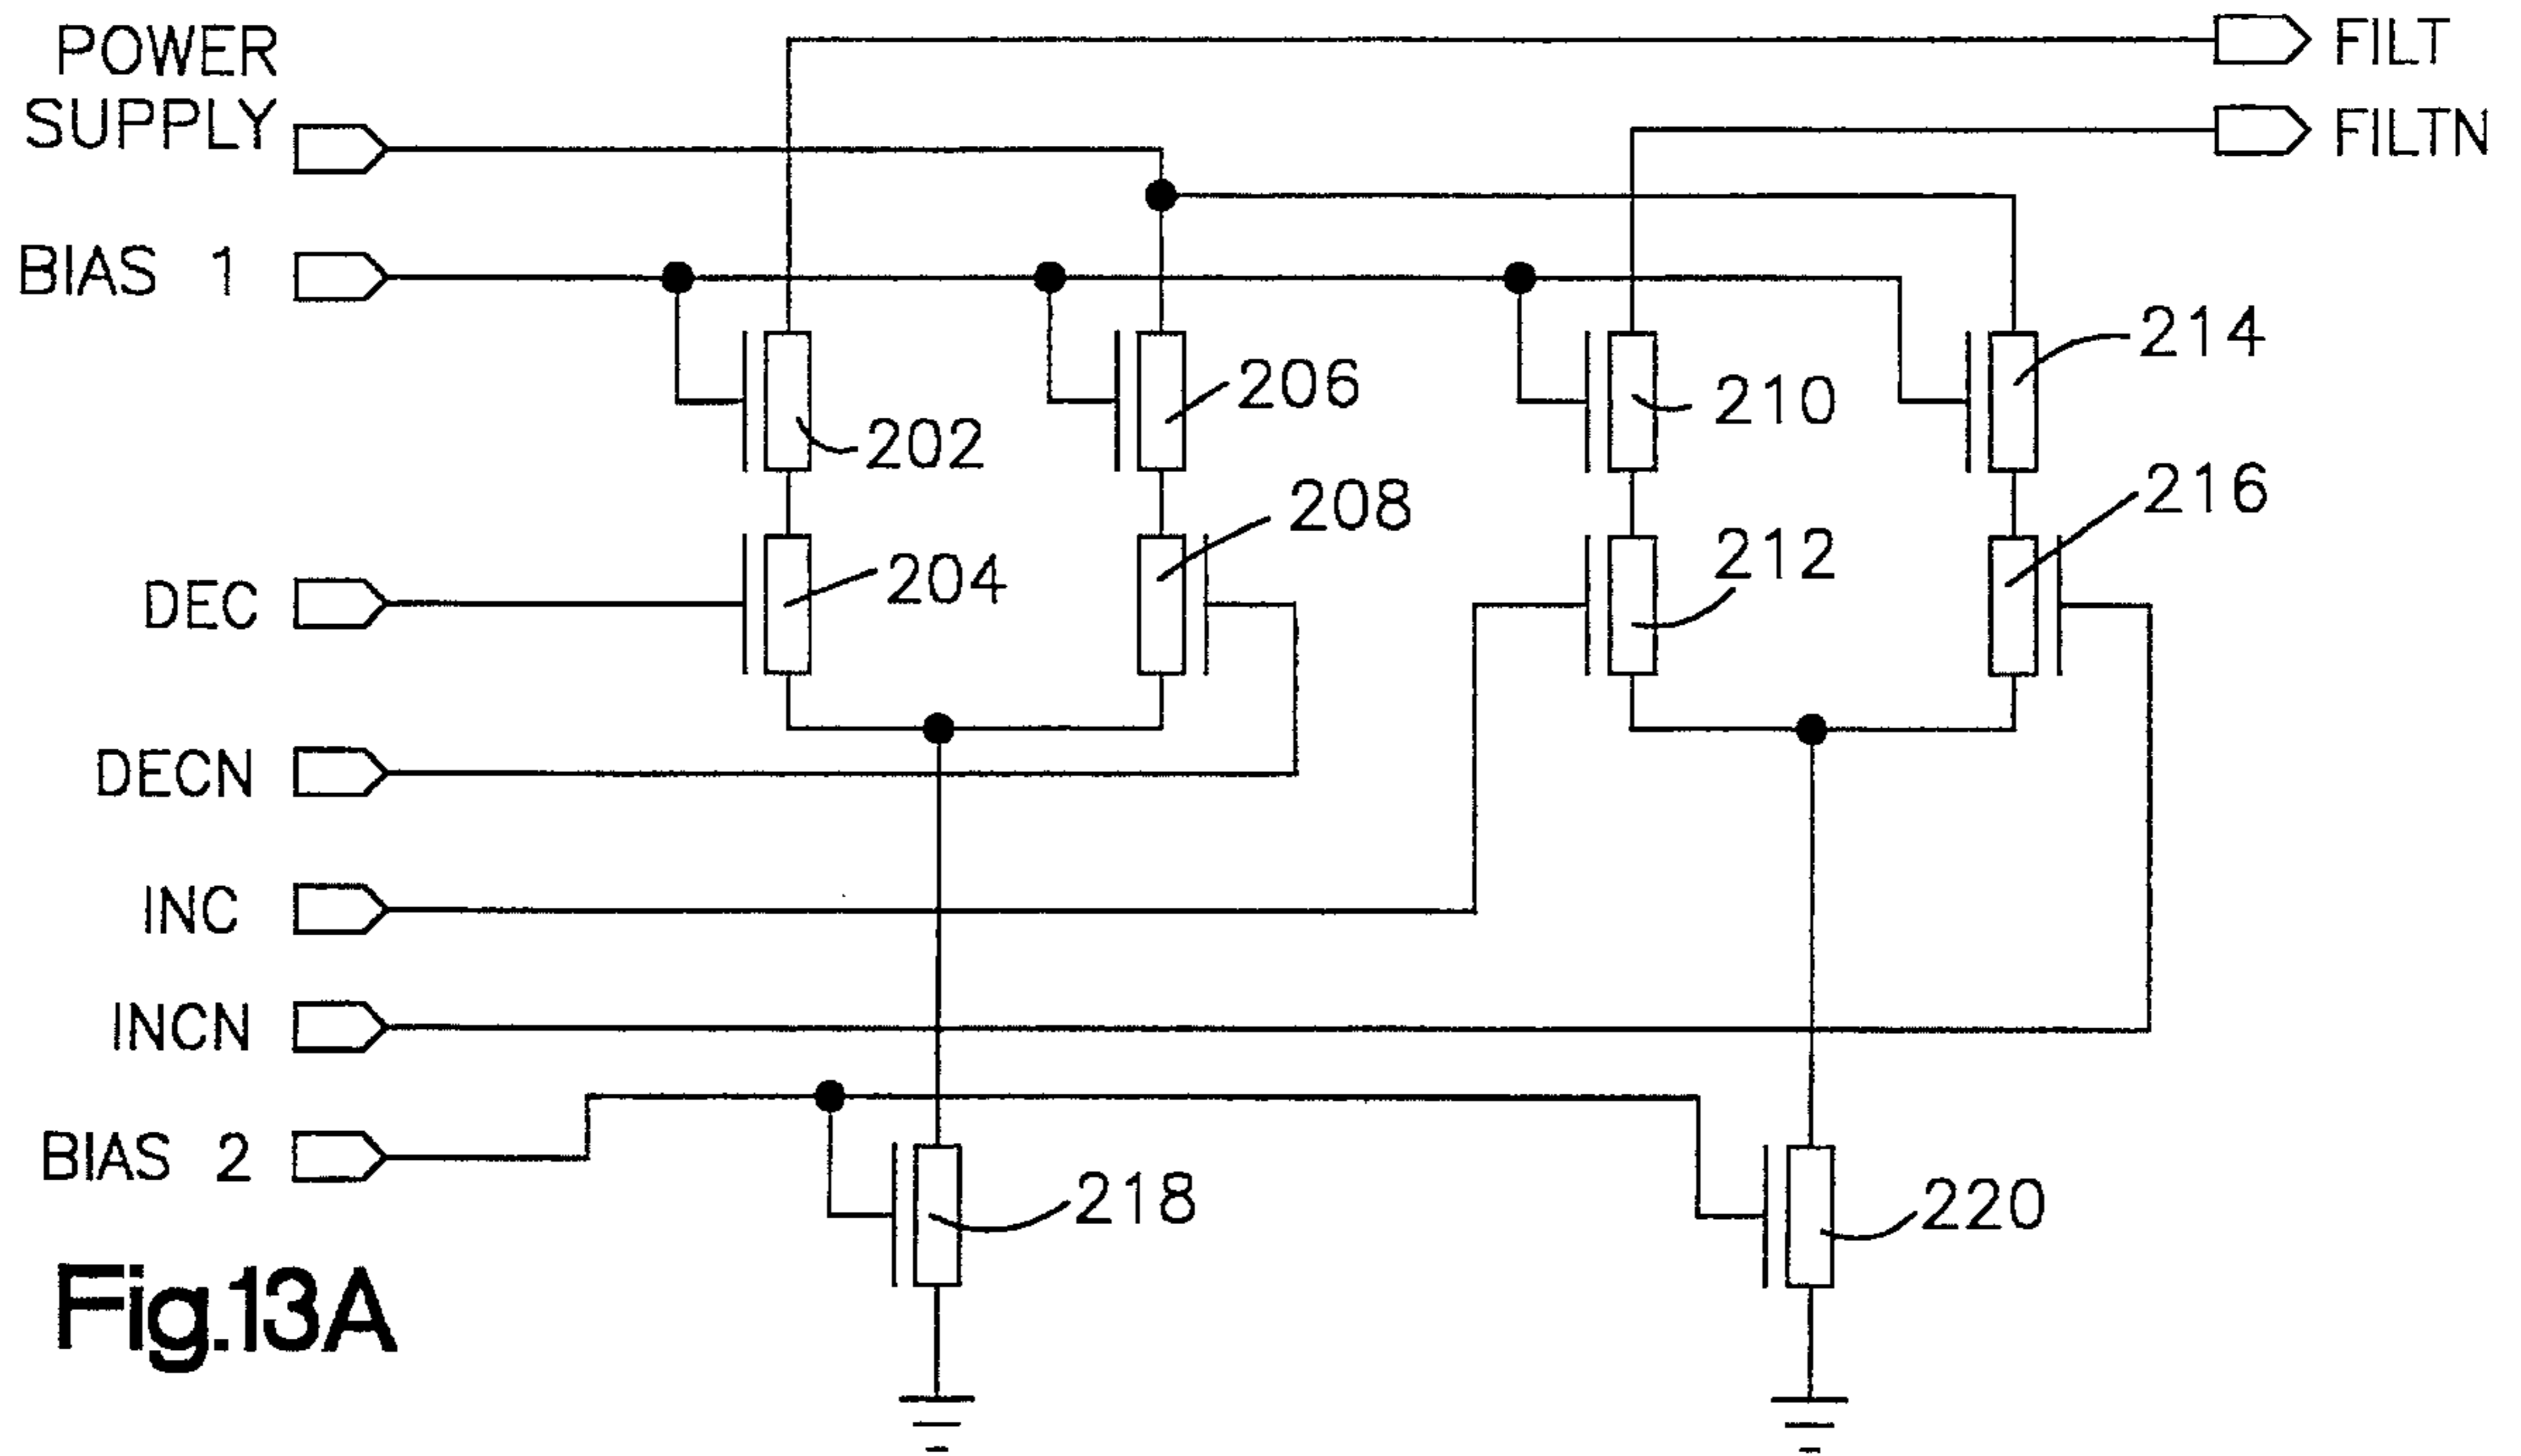 POWER
SUPPLY
FILT
FILTN
BIAS 1
214
206
210
202
216
208
212
204
DEC
DECN
INC
INCN
BIAS 2
218
220
Fig.13A